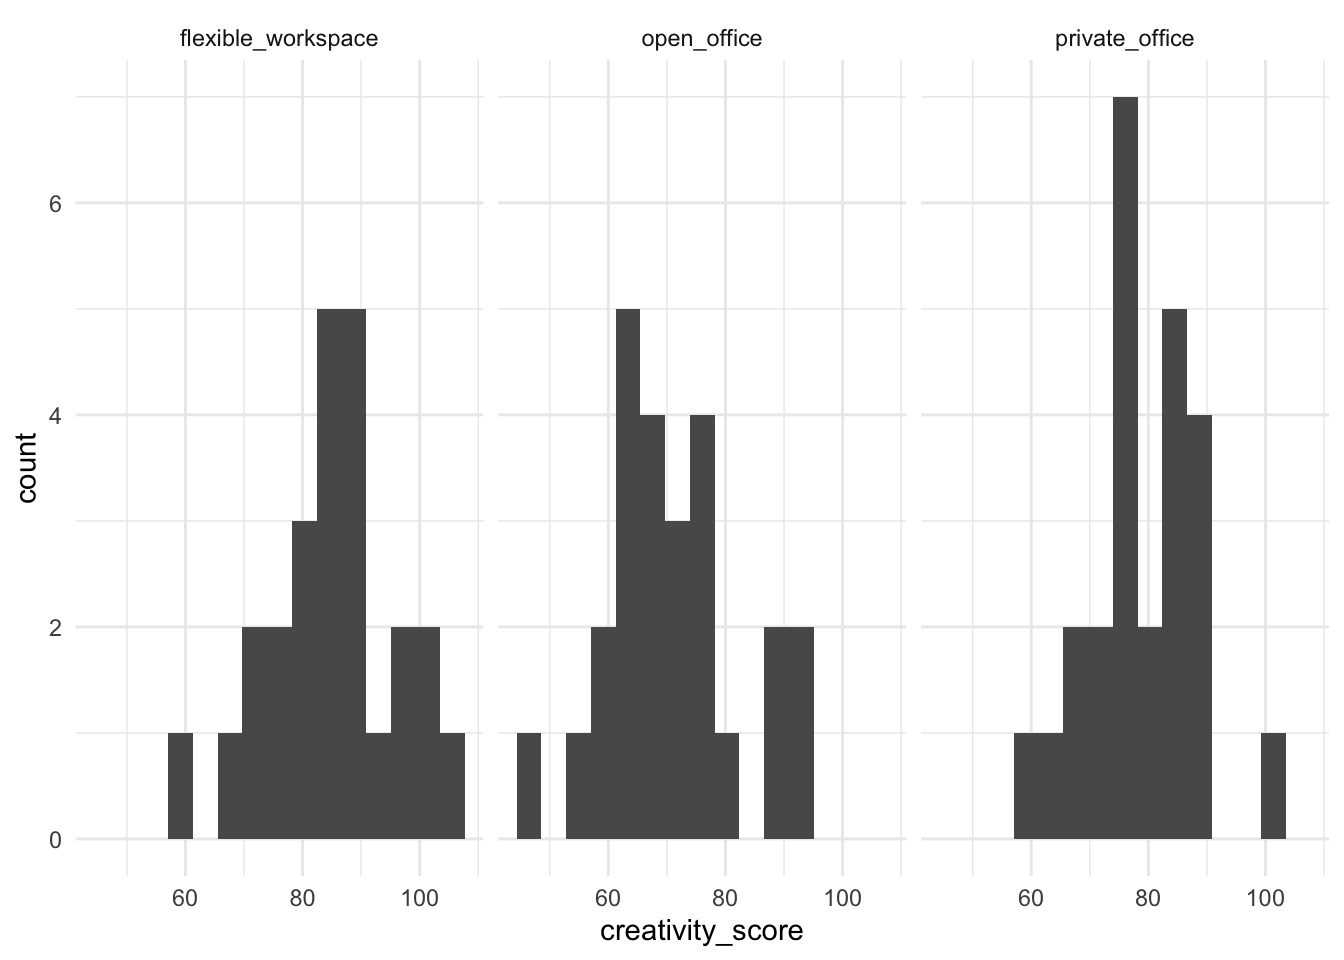 flexible_workspace open_office private_office
6
4
2
0
count
60 80 100 60 80 100 60 80 100
creativity_score